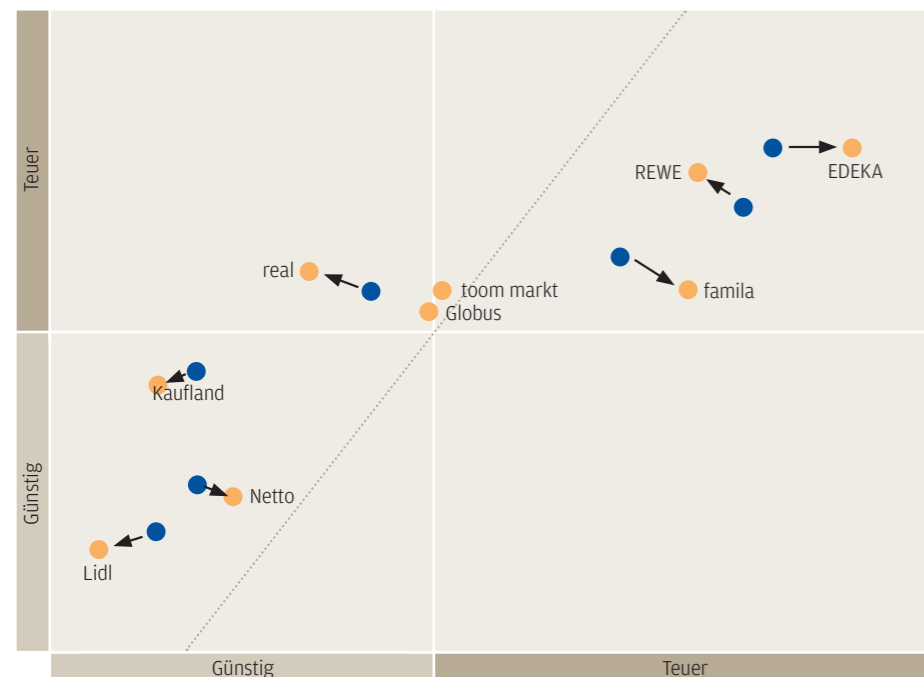 Teuer
EDEKA
REWE
real
toom markt
famila
Globus
Kaufland
Günstig
Netto
Lidl
Günstig
Teuer